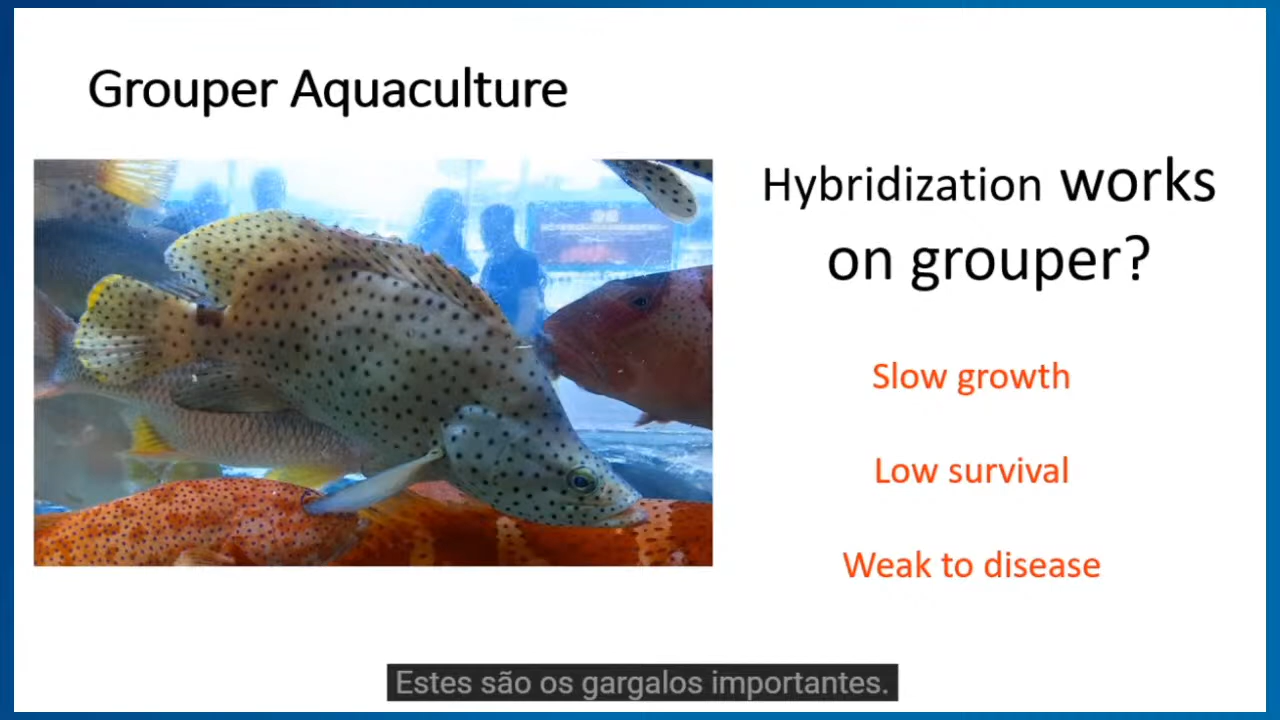 Grouper Aquaculture
Hybridization works
on grouper?
Slow growth
Low survival
Weak to disease
Estes são os gargalos importantes.